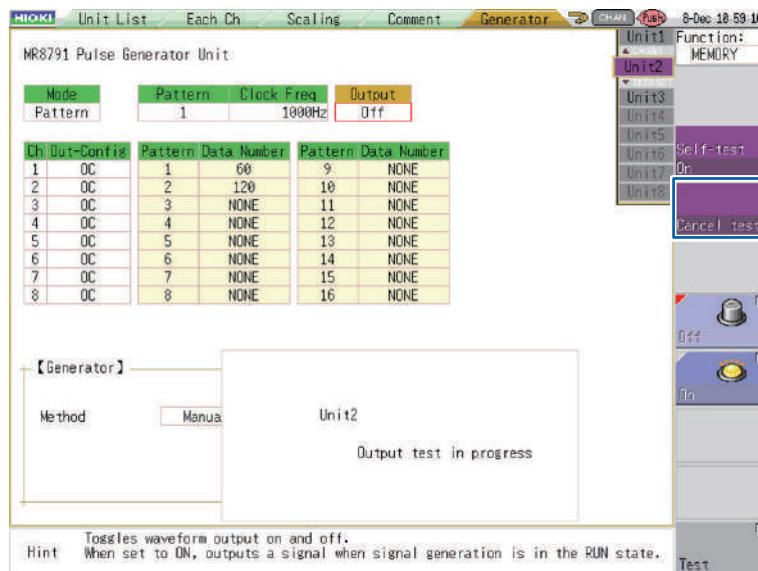 HIOKI Unit List Each Ch Scaling Comment Generator CHAN Push 8-Dec 10:59:10
Unit1 Function:
MEMORY
MR8791 Pulse Generator Unit
Unit2
Unit3
Unit4
Unit5
Unit6
Unit7
Unit8
Mode Pattern Clock Freq Output
Pattern 1 1000Hz Off
Ch Out-Config Pattern Data Number Pattern Data Number
1 OC 1 60 9 NONE
2 OC 2 120 10 NONE
3 OC 3 NONE 11 NONE
4 OC 4 NONE 12 NONE
5 OC 5 NONE 13 NONE
6 OC 6 NONE 14 NONE
7 OC 7 NONE 15 NONE
8 OC 8 NONE 16 NONE
Self-test
On
Cancel test
Off
On
Test
【Generator】
Method Manua
Unit2
Output test in progress
Hint Toggles waveform output on and off.
When set to ON, outputs a signal when signal generation is in the RUN state.